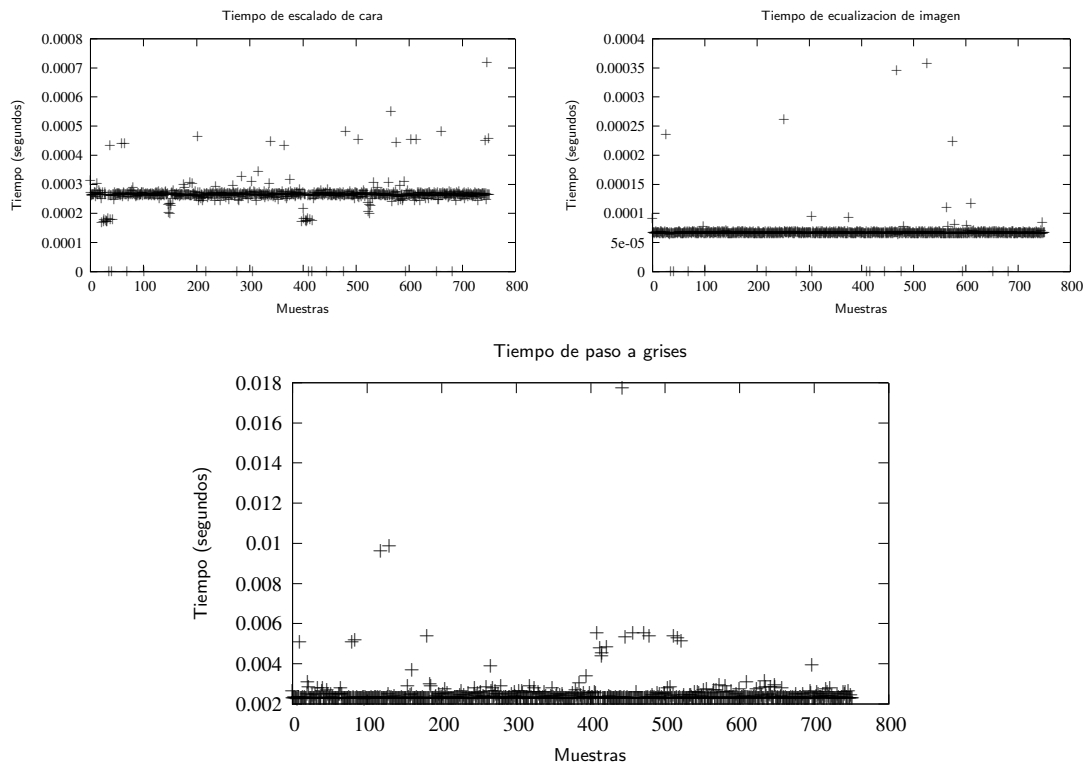 Tiempo de escalado de cara
0.0008
0.0007
0.0006
0.0005
0.0004
0.0003
0.0002
0.0001
0
Tiempo (segundos)
0 100 200 300 400 500 600 700 800
Muestras
Tiempo de ecualizacion de imagen
0.0004
0.00035
0.0003
0.00025
0.0002
0.00015
0.0001
5e-05
0
Tiempo (segundos)
0 100 200 300 400 500 600 700 800
Muestras
Tiempo de paso a grises
0.018
0.016
0.014
0.012
0.01
0.008
0.006
0.004
0.002
Tiempo (segundos)
0 100 200 300 400 500 600 700 800
Muestras